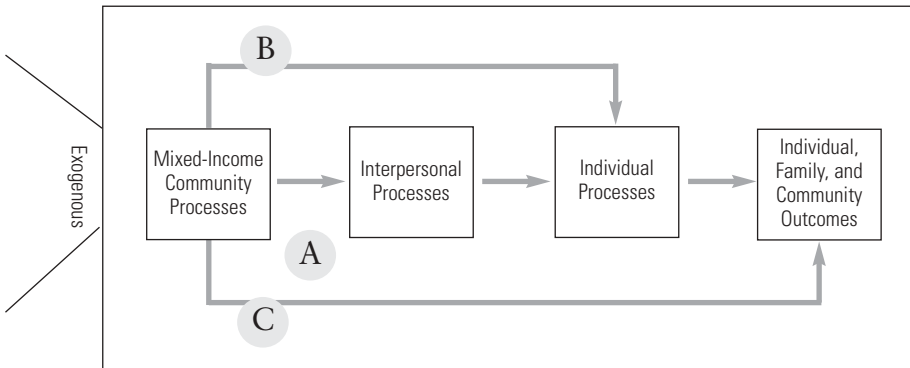 B
Exogenous
Mixed-Income
Community
Processes
Interpersonal
Processes
Individual
Processes
Individual,
Family, and
Community
Outcomes
A
C